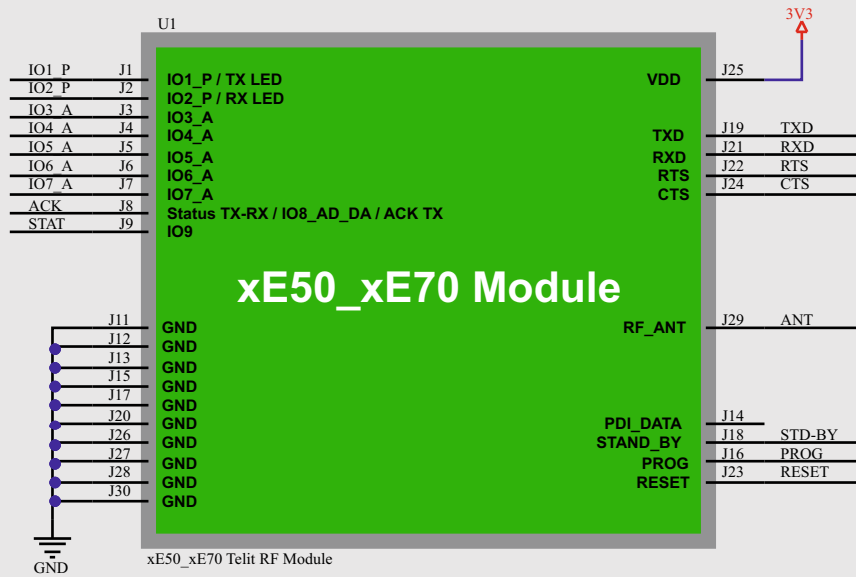 U1
3V3
IO1_P J1 IO1_P / TX LED
VDD J25
IO2_P J2 IO2_P / RX LED
IO3_A J3 IO3_A
IO4_A J4 IO4_A
TXD J19 TXD
IO5_A J5 IO5_A
RXD J21 RXD
IO6_A J6 IO6_A
RTS J22 RTS
IO7_A J7 IO7_A
CTS J24 CTS
ACK J8 Status TX-RX / IO8_AD_DA / ACK TX
STAT J9 IO9
xE50_xE70 Module
J11 GND
RF_ANT J29 ANT
J12 GND
J13 GND
J15 GND
J17 GND
J20 GND
PDI_DATA J14
J26 GND
STAND_BY J18 STD-BY
J27 GND
PROG J16 PROG
J28 GND
RESET J23 RESET
J30 GND
xE50_xE70 Telit RF Module
GND